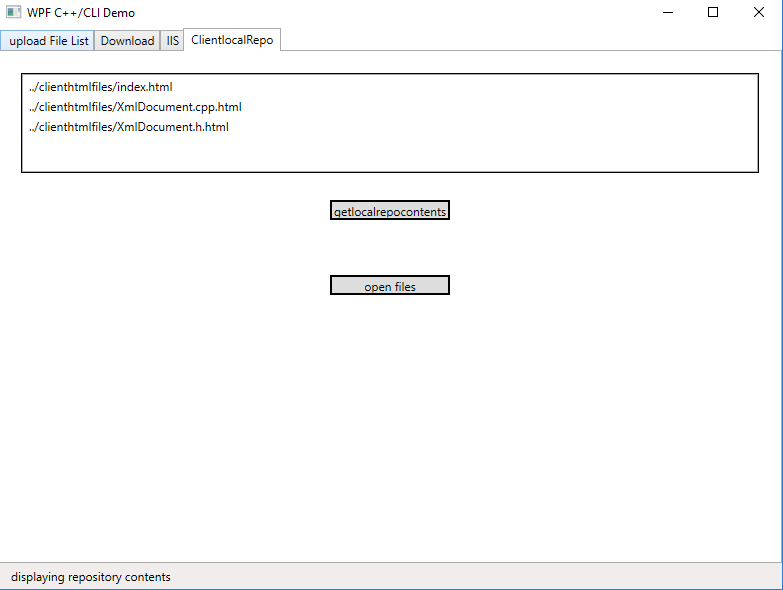 WPF C++/CLI Demo
upload File List Download IIS ClientlocalRepo
../clienthtmlfiles/index.html
../clienthtmlfiles/XmlDocument.cpp.html
../clienthtmlfiles/XmlDocument.h.html
getlocalrepocontents
open files
displaying repository contents